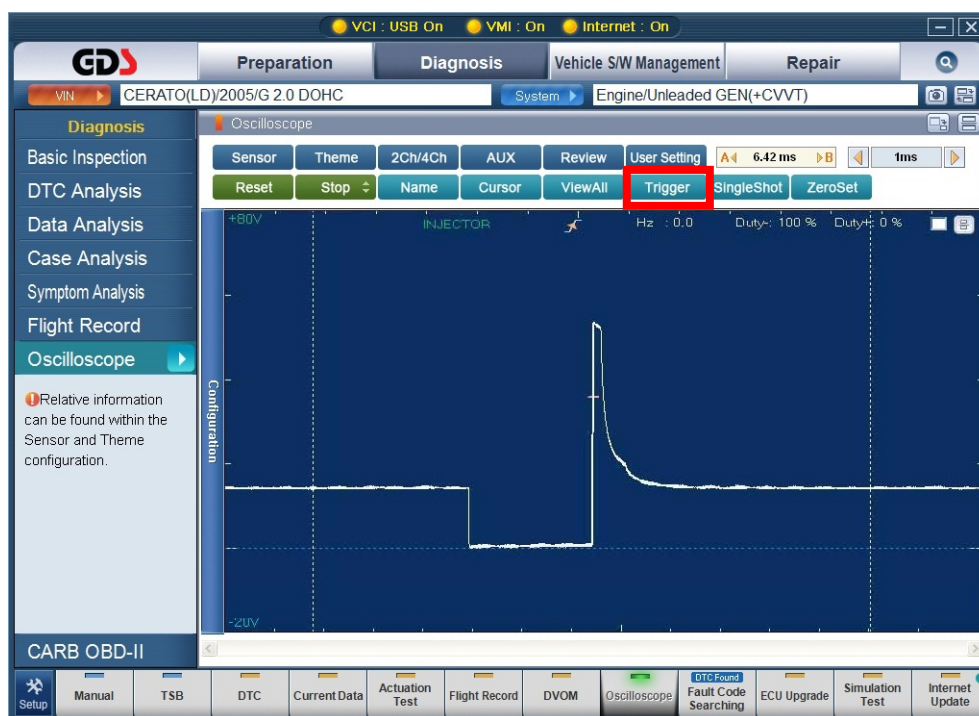 VCI : USB On VMI : On Internet : On
GDS Preparation Diagnosis Vehicle S/W Management Repair
VIN CERATO(LD)/2005/G 2.0 DOHC System Engine/Unleaded GEN(+CVVT)
Diagnosis
Basic Inspection
DTC Analysis
Data Analysis
Case Analysis
Symptom Analysis
Flight Record
Oscilloscope
Relative information
can be found within the
Sensor and Theme
configuration.
CARB OBD-II
Oscilloscope
Sensor Theme 2Ch/4Ch AUX Review User Setting A 6.42 ms B 1ms
Reset Stop Name Cursor ViewAll Trigger SingleShot ZeroSet
+80V INJECTOR Hz : 0.0 Duty-: 100 % Duty+: 0 %
Configuration
-20V
Setup
Manual
TSB
DTC
Current Data
Actuation
Test
Flight Record
DVOM
Oscilloscope
DTC Found
Fault Code
Searching
ECU Upgrade
Simulation
Test
Internet
Update